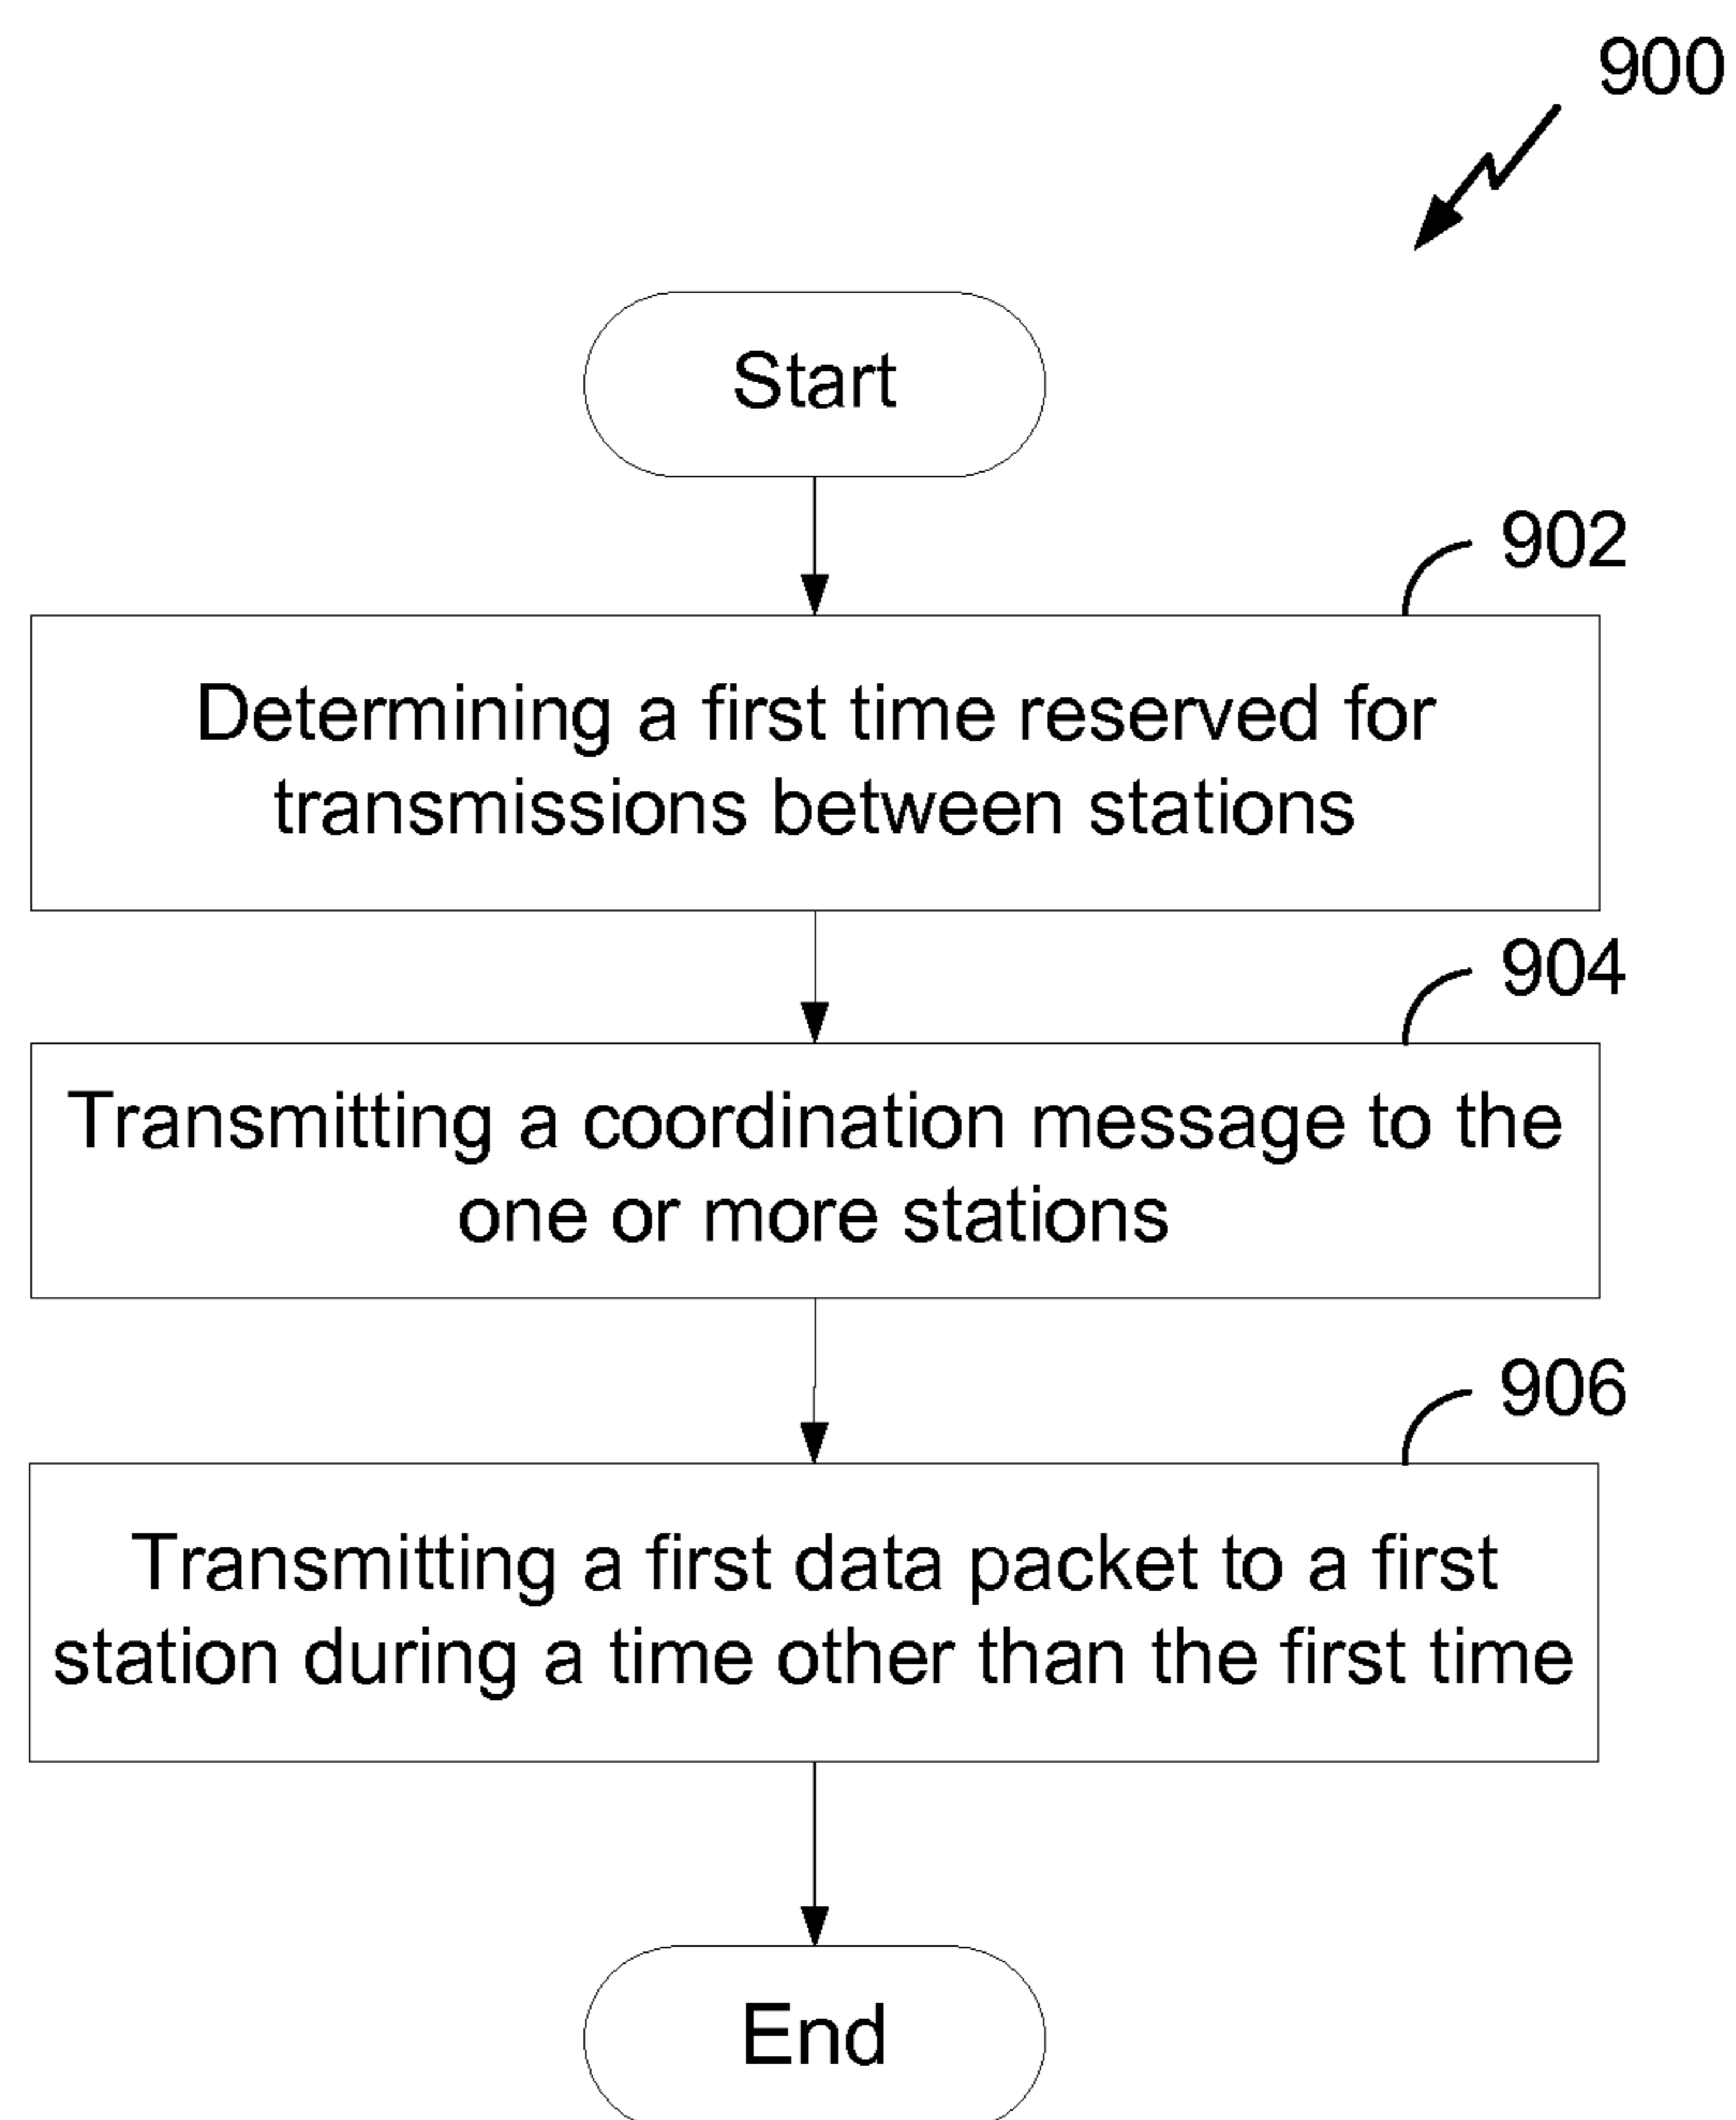 900
Start
902
Determining a first time reserved for
transmissions between stations
904
Transmitting a coordination message to the
one or more stations
906
Transmitting a first data packet to a first
station during a time other than the first time
End